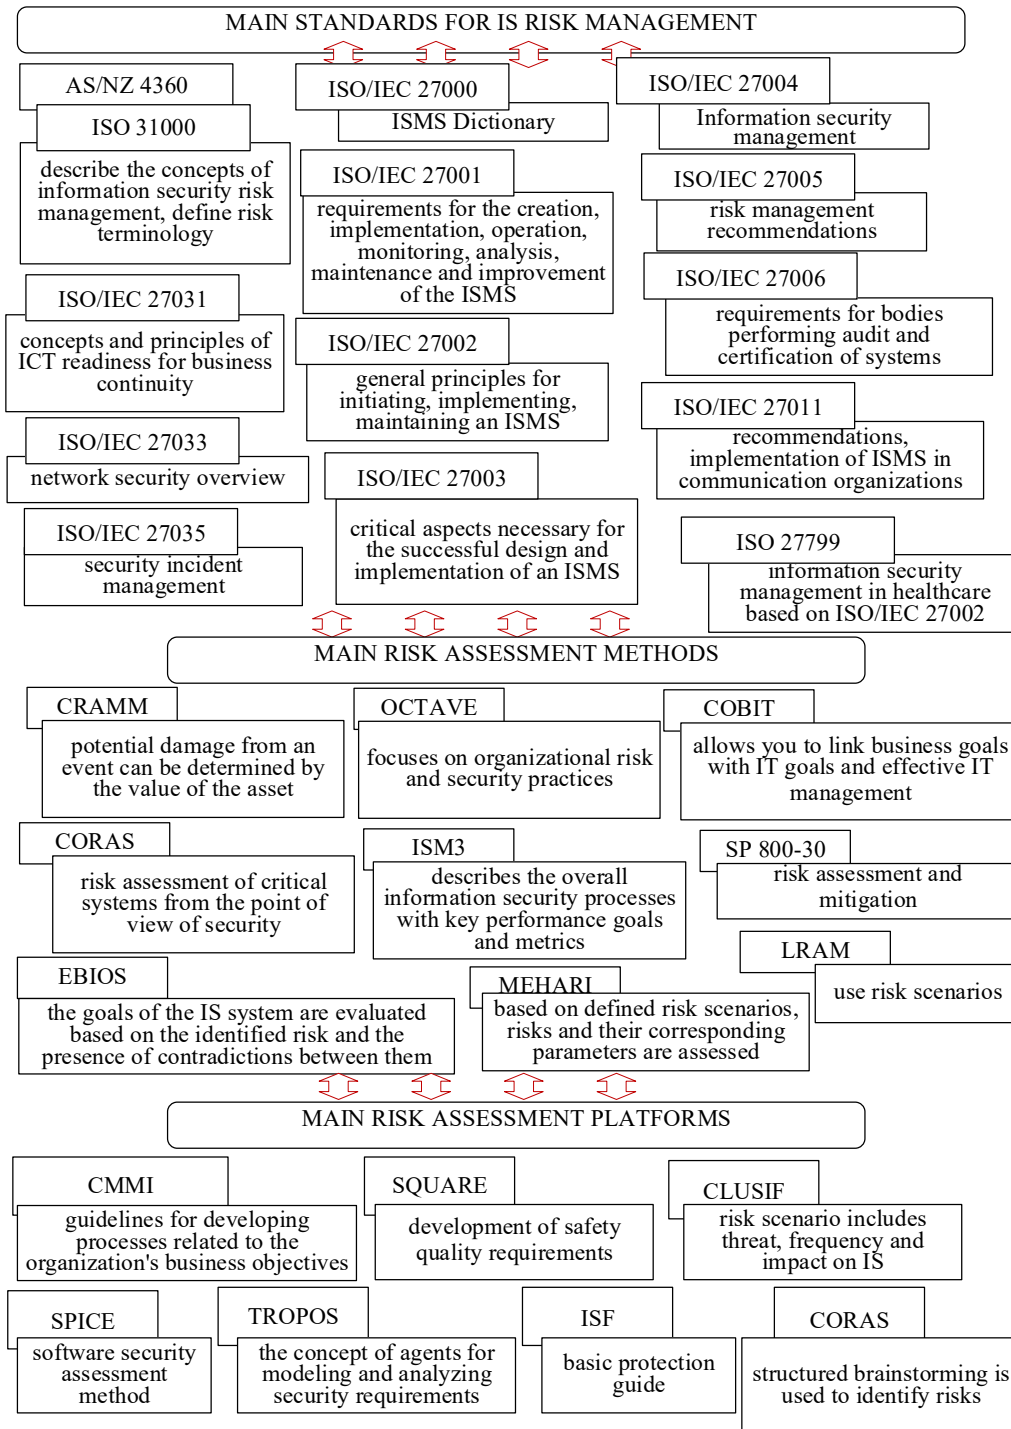 MAIN STANDARDS FOR IS RISK MANAGEMENT
AS/NZ 4360
ISO 31000
describe the concepts of
information security risk
management, define risk
terminology
ISO/IEC 27031
concepts and principles of
ICT readiness for business
continuity
ISO/IEC 27033
network security overview
ISO/IEC 27035
security incident
management
ISO/IEC 27000
ISMS Dictionary
ISO/IEC 27001
requirements for the creation,
implementation, operation,
monitoring, analysis,
maintenance and improvement
of the ISMS
ISO/IEC 27002
general principles for
initiating, implementing,
maintaining an ISMS
ISO/IEC 27003
critical aspects necessary for
the successful design and
implementation of an ISMS
ISO/IEC 27004
Information security
management
ISO/IEC 27005
risk management
recommendations
ISO/IEC 27006
requirements for bodies
performing audit and
certification of systems
ISO/IEC 27011
recommendations,
implementation of ISMS in
communication organizations
ISO 27799
information security
management in healthcare
based on ISO/IEC 27002
MAIN RISK ASSESSMENT METHODS
CRAMM
potential damage from an
event can be determined by
the value of the asset
OCTAVE
focuses on organizational risk
and security practices
COBIT
allows you to link business goals
with IT goals and effective IT
management
CORAS
risk assessment of critical
systems from the point of
view of security
ISM3
describes the overall
information security processes
with key performance goals
and metrics
SP 800-30
risk assessment and
mitigation
LRAM
use risk scenarios
EBIOS
the goals of the IS system are evaluated
based on the identified risk and the
presence of contradictions between them
MEHARI
based on defined risk scenarios,
risks and their corresponding
parameters are assessed
MAIN RISK ASSESSMENT PLATFORMS
CMMI
guidelines for developing
processes related to the
organization's business objectives
SQUARE
development of safety
quality requirements
CLUSIF
risk scenario includes
threat, frequency and
impact on IS
SPICE
software security
assessment
method
TROPOS
the concept of agents for
modeling and analyzing
security requirements
ISF
basic protection
guide
CORAS
structured brainstorming is
used to identify risks